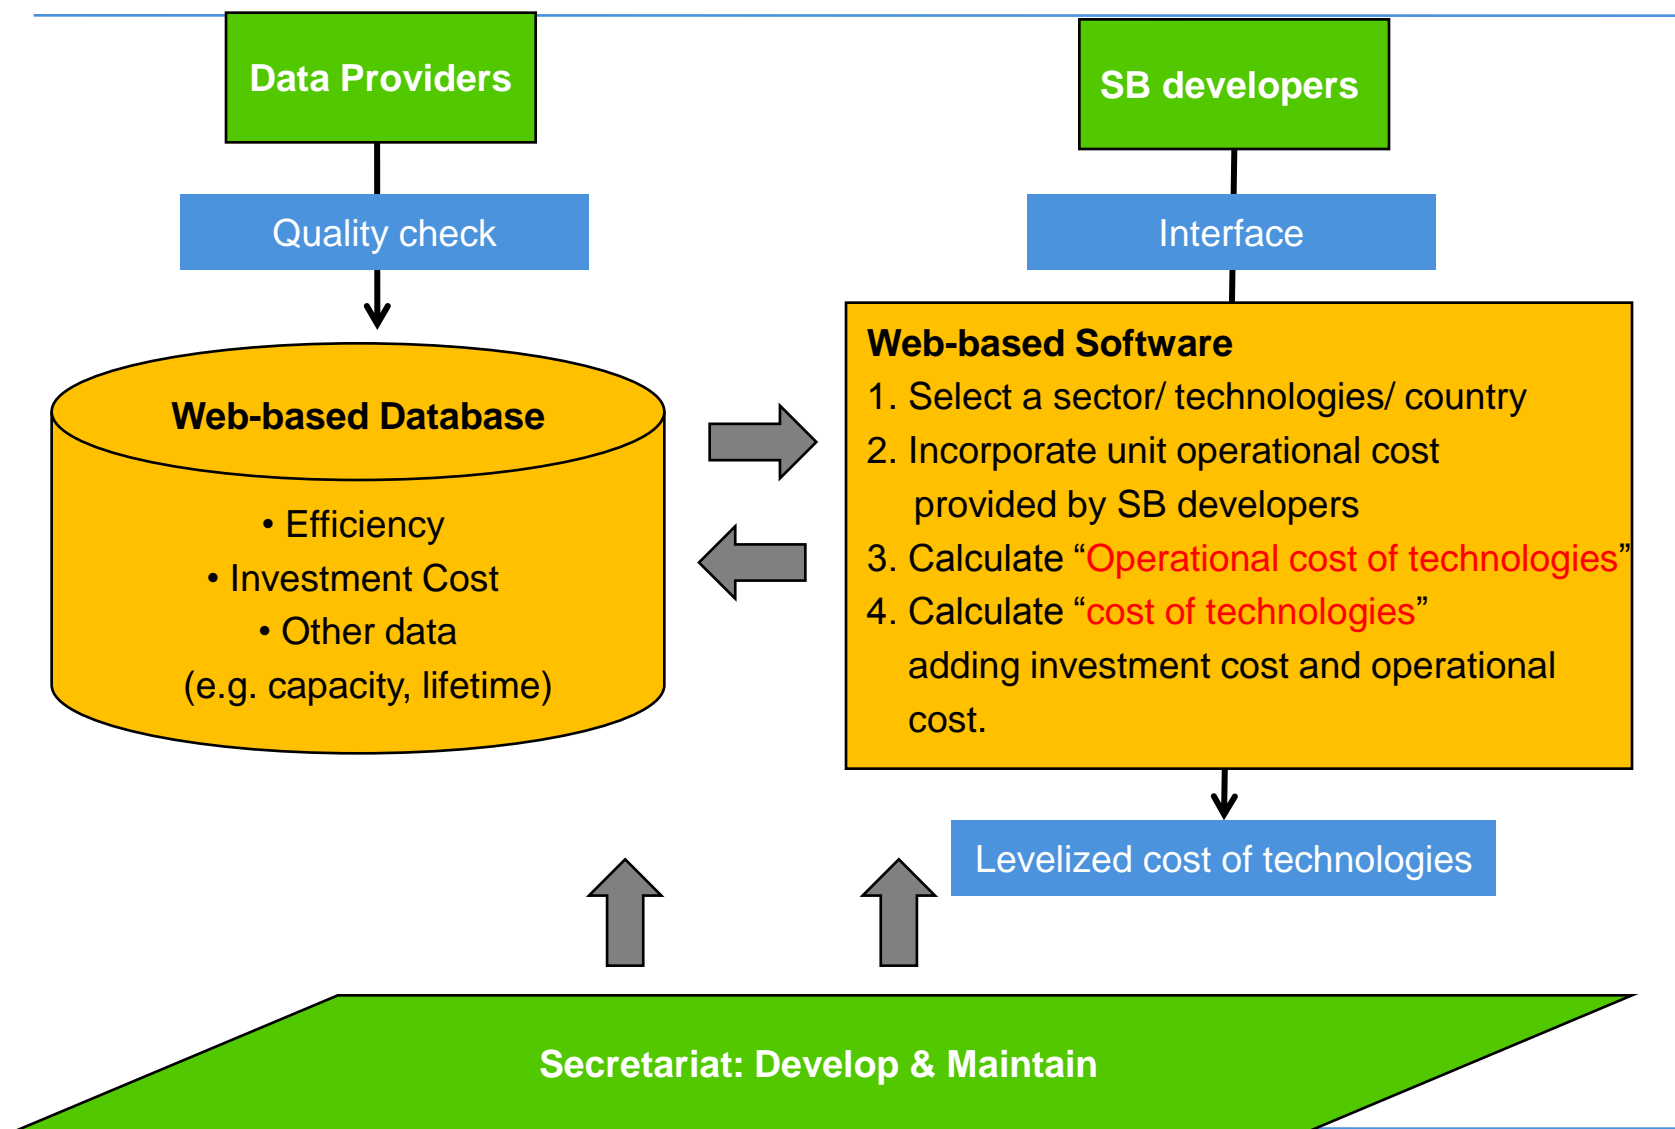 Data Providers
SB developers
Quality check
Interface
Web-based Database
• Efficiency
• Investment Cost
• Other data
(e.g. capacity, lifetime)
Web-based Software
1. Select a sector/ technologies/ country
2. Incorporate unit operational cost
provided by SB developers
3. Calculate “Operational cost of technologies”
4. Calculate “cost of technologies”
adding investment cost and operational
cost.
Levelized cost of technologies
Secretariat: Develop & Maintain